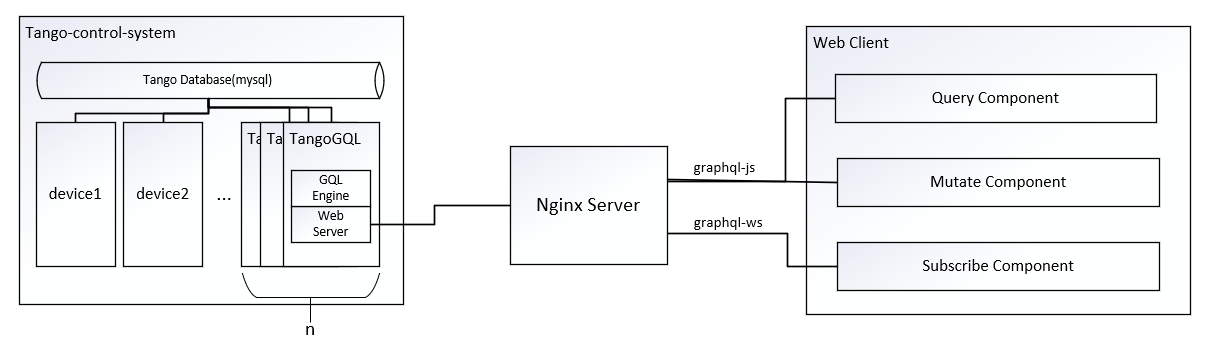 Tango-control-system
Tango Database(mysql)
device1
device2
...
Ta
Ta
TangoGQL
GQL
Engine
Web
Server
n
Nginx Server
graphql-js
graphql-ws
Web Client
Query Component
Mutate Component
Subscribe Component